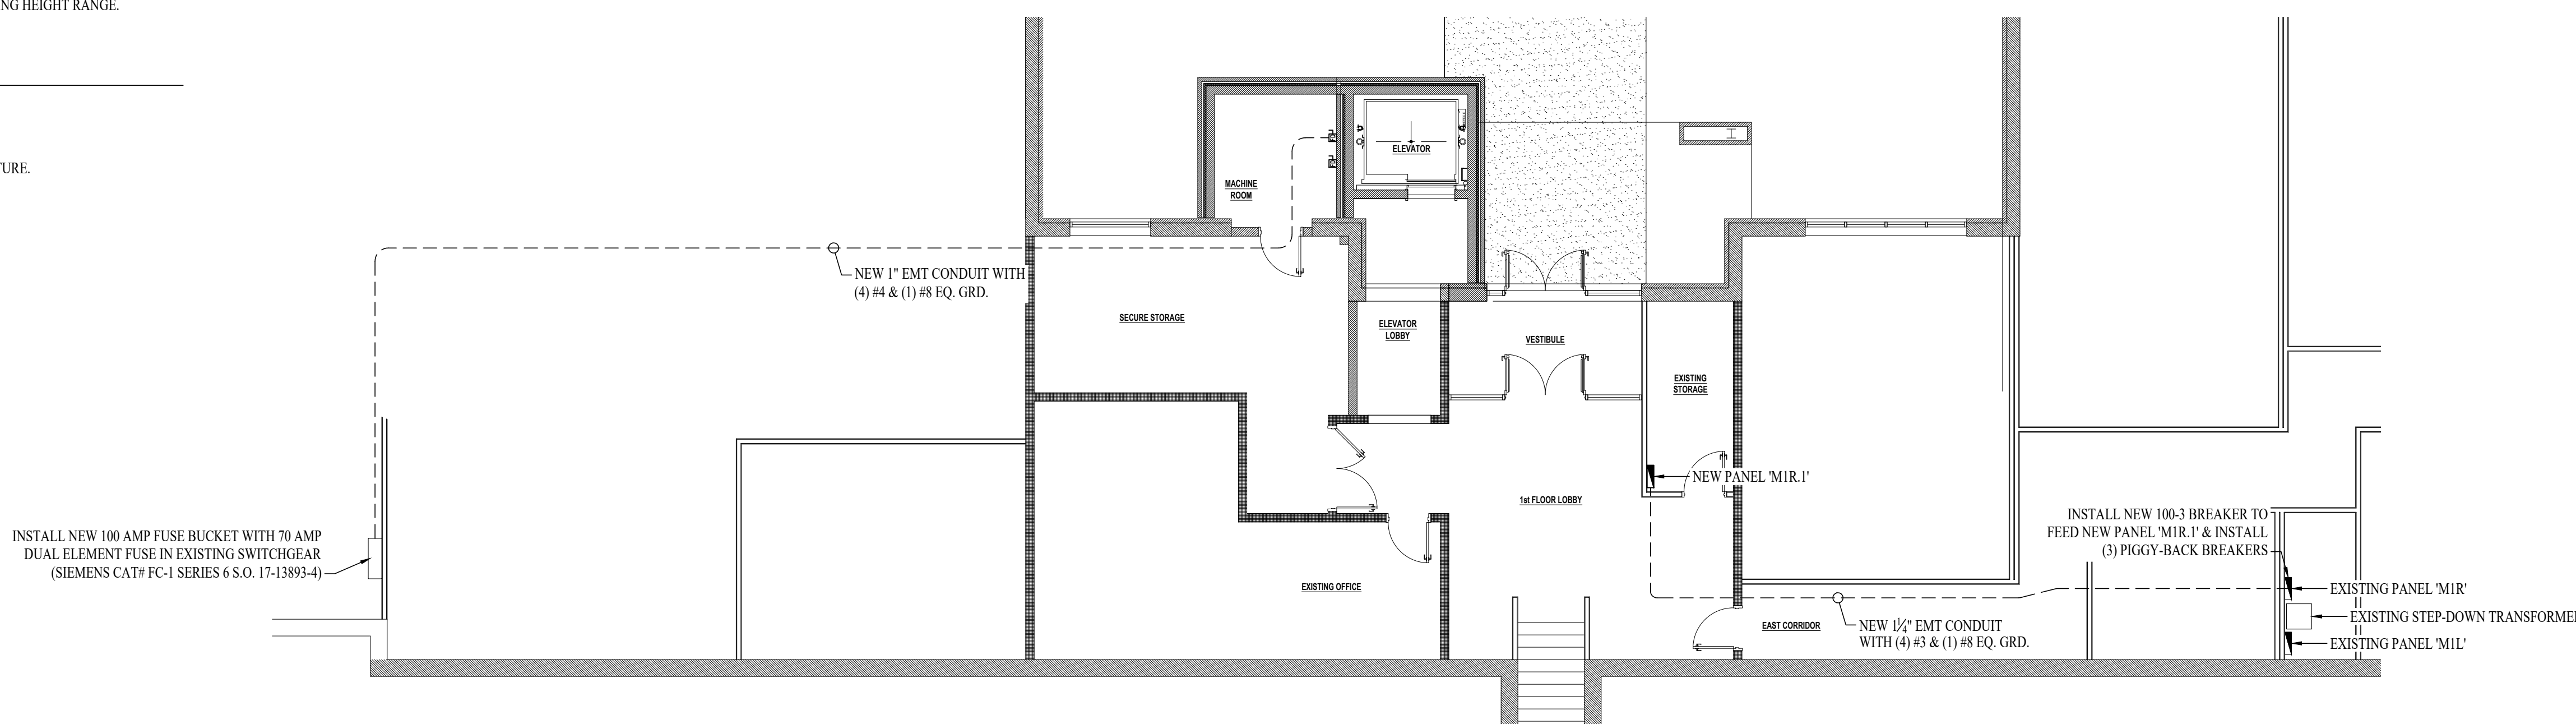 NG HEIGHT RANGE.
TURE.
ELEVATOR
MACHINE
ROOM
NEW 1" EMT CONDUIT WITH
(4) #4 & (1) #8 EQ. GRD.
SECURE STORAGE
ELEVATOR
LOBBY
VESTIBULE
EXISTING
STORAGE
NEW PANEL 'M1R.1'
1st FLOOR LOBBY
INSTALL NEW 100 AMP FUSE BUCKET WITH 70 AMP
DUAL ELEMENT FUSE IN EXISTING SWITCHGEAR
(SIEMENS CAT# FC-1 SERIES 6 S.O. 17-13893-4)
INSTALL NEW 100-3 BREAKER TO
FEED NEW PANEL 'M1R.1' & INSTALL
(3) PIGGY-BACK BREAKERS
EXISTING OFFICE
EXISTING PANEL 'M1R'
EXISTING STEP-DOWN TRANSFORME
EXISTING PANEL 'M1L'
EAST CORRIDOR
NEW 1¼" EMT CONDUIT
WITH (4) #3 & (1) #8 EQ. GRD.